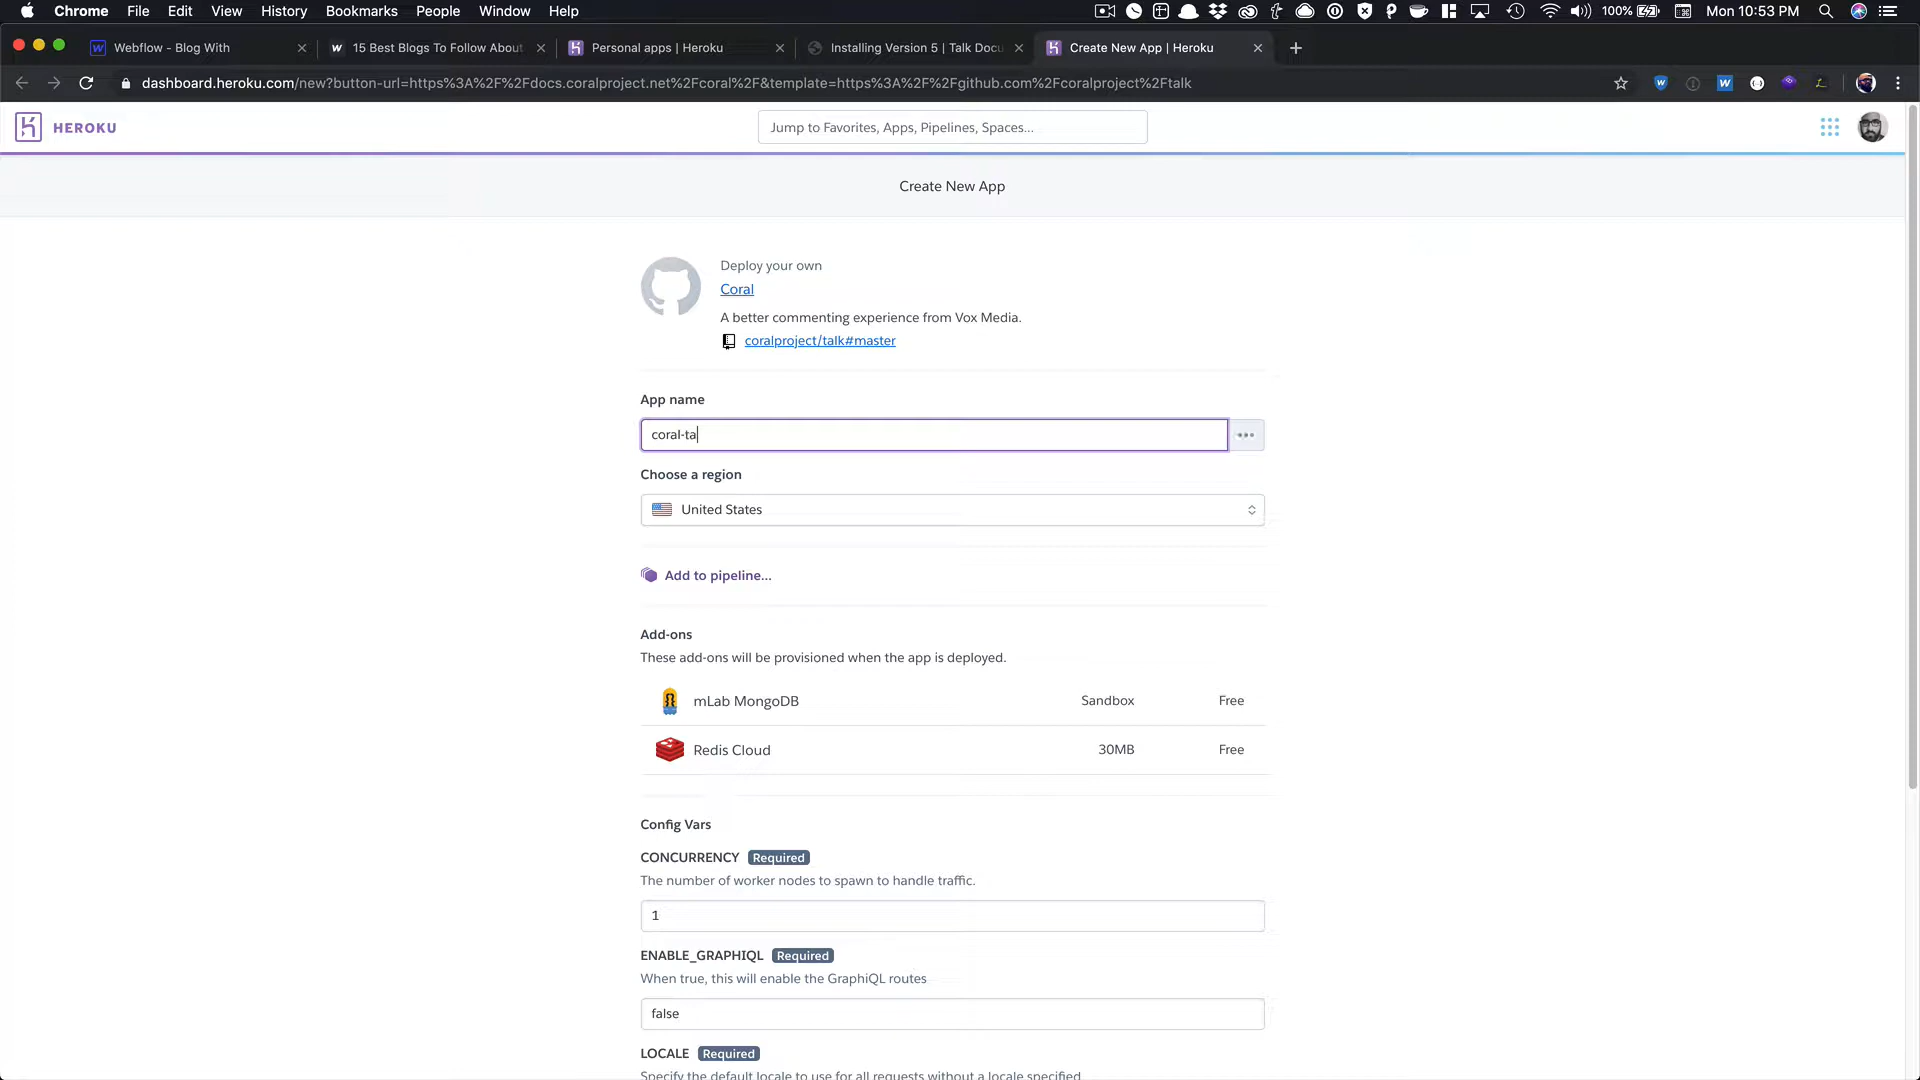 Chrome File Edit View History Bookmarks People Window Help 100% Mon 10:53 PM
Webflow - Blog With 15 Best Blogs To Follow About Personal apps | Heroku Installing Version 5 | Talk Docu Create New App | Heroku
dashboard.heroku.com/new?button-url=https%3A%2F%2Fdocs.coralproject.net%2Fcoral%2F&template=https%3A%2F%2Fgithub.com%2Fcoralproject%2Ftalk
HEROKU Jump to Favorites, Apps, Pipelines, Spaces...
Create New App
Deploy your own
Coral
A better commenting experience from Vox Media.
coralproject/talk#master
App name
coral-ta
Choose a region
United States
Add to pipeline...
Add-ons
These add-ons will be provisioned when the app is deployed.
mLab MongoDB Sandbox Free
Redis Cloud 30MB Free
Config Vars
CONCURRENCY Required
The number of worker nodes to spawn to handle traffic.
1
ENABLE_GRAPHIQL Required
When true, this will enable the GraphiQL routes
false
LOCALE Required
Specify the default locale to use for all requests without a locale specified